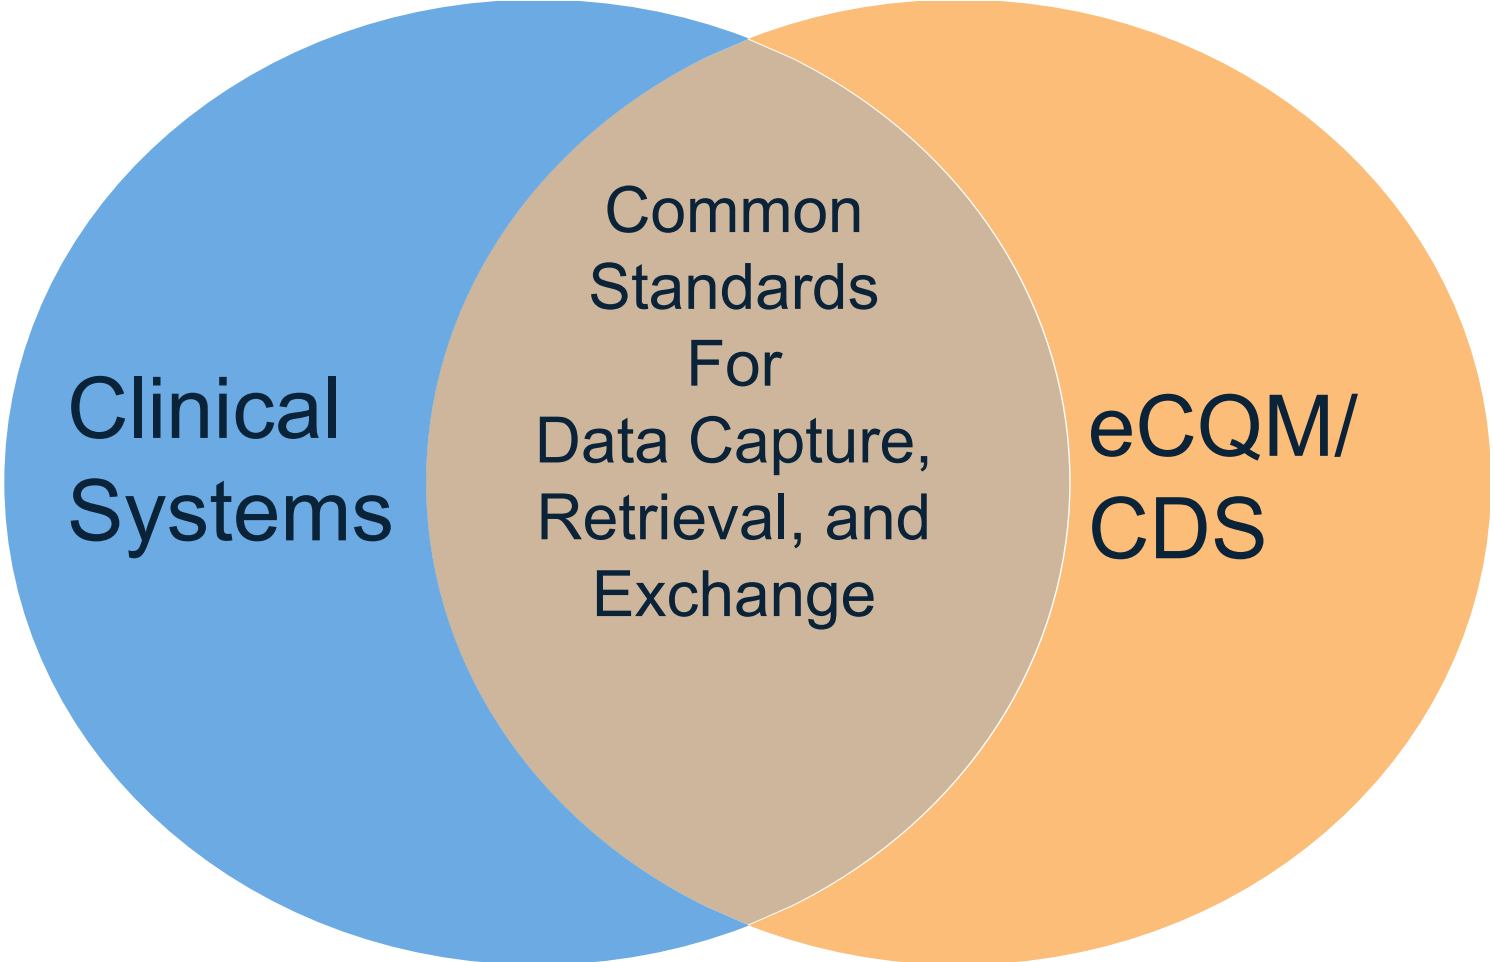 Clinical
Systems
Common
Standards
For
Data Capture,
Retrieval, and
Exchange
eCQM/
CDS